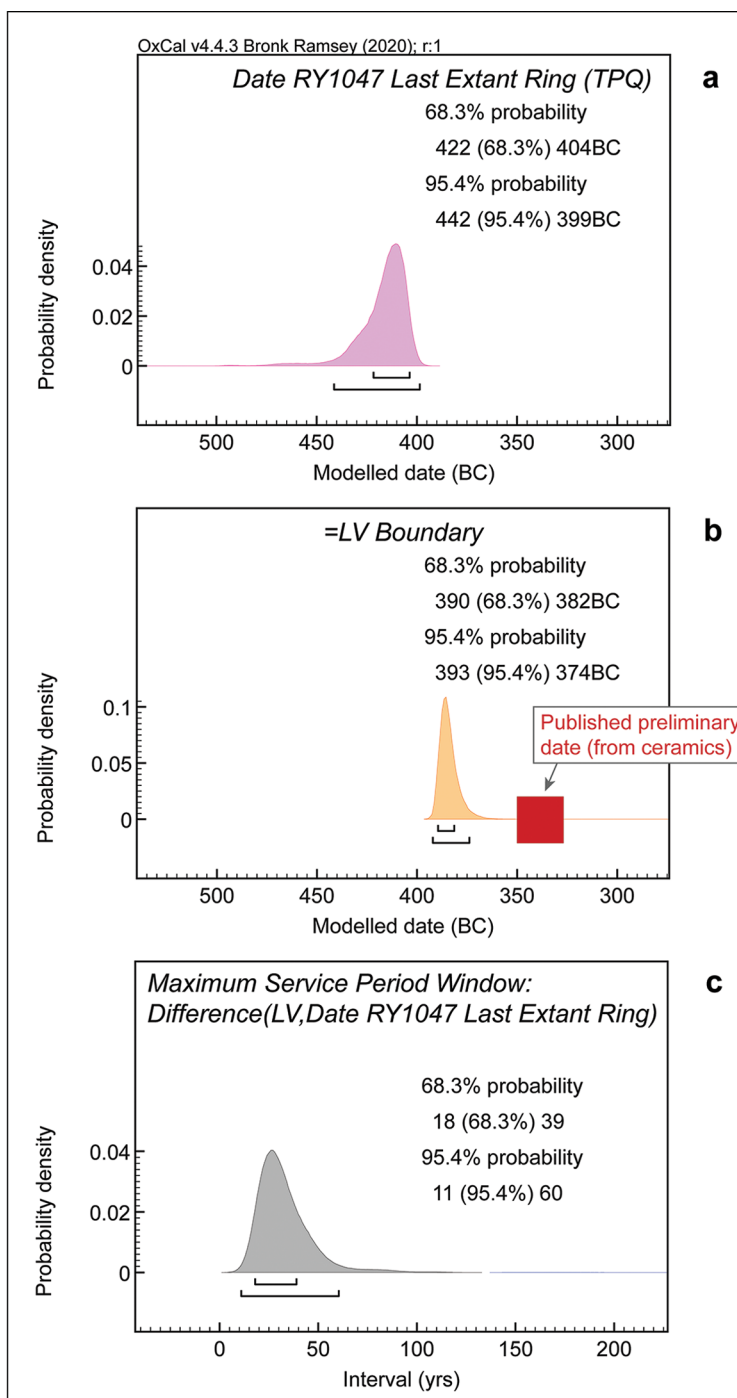 OxCal v4.4.3 Bronk Ramsey (2020); r:1
a
Date RY1047 Last Extant Ring (TPQ)
68.3% probability
422 (68.3%) 404BC
95.4% probability
442 (95.4%) 399BC
Probability density
0.04
0.02
0
500 450 400 350 300
Modelled date (BC)
b
=LV Boundary
68.3% probability
390 (68.3%) 382BC
95.4% probability
393 (95.4%) 374BC
Probability density
0.1
0.05
0
Published preliminary
date (from ceramics)
500 450 400 350 300
Modelled date (BC)
c
Maximum Service Period Window:
Difference(LV,Date RY1047 Last Extant Ring)
68.3% probability
18 (68.3%) 39
95.4% probability
11 (95.4%) 60
Probability density
0.04
0.02
0
0 50 100 150 200
Interval (yrs)